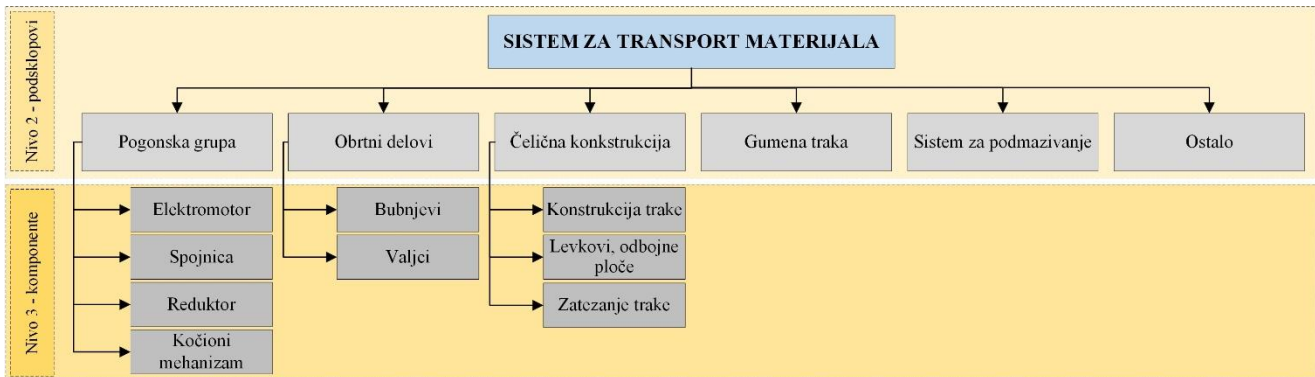 Nivo 2 - podsklopovi
SISTEM ZA TRANSPORT MATERIJALA
Pogonska grupa
Obrtni delovi
Čelična konkstrukcija
Gumena traka
Sistem za podmazivanje
Ostalo
Nivo 3 - komponente
Elektromotor
Spojnica
Reduktor
Kočioni
mehanizam
Bubnjevi
Valjci
Konstrukcija trake
Levkovi, odbojne
ploče
Zatezanje trake